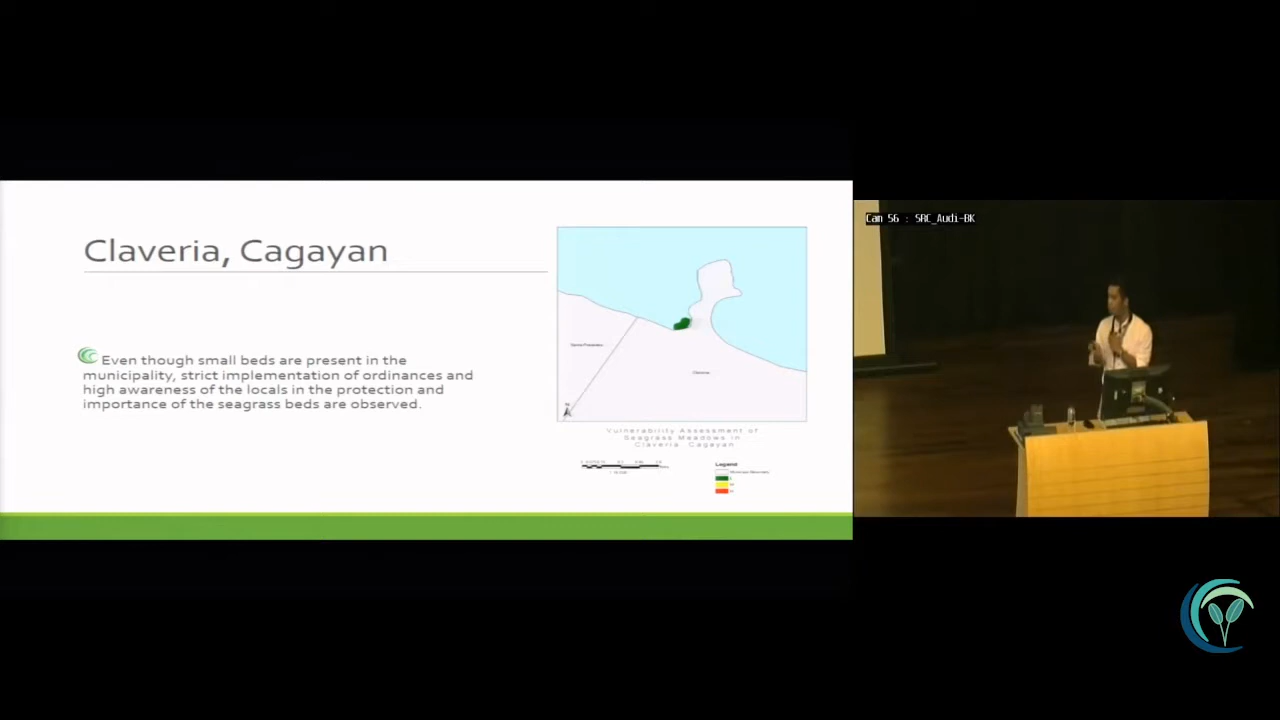 Claveria, Cagayan
Even though small beds are present in the
municipality, strict implementation of ordinances and
high awareness of the locals in the protection and
importance of the seagrass beds are observed.
Claveria
Vulnerability Assessment of
Seagrass Meadows in
Claveria, Cagayan
Legend
Cam 56 : SRC_Audi-BK